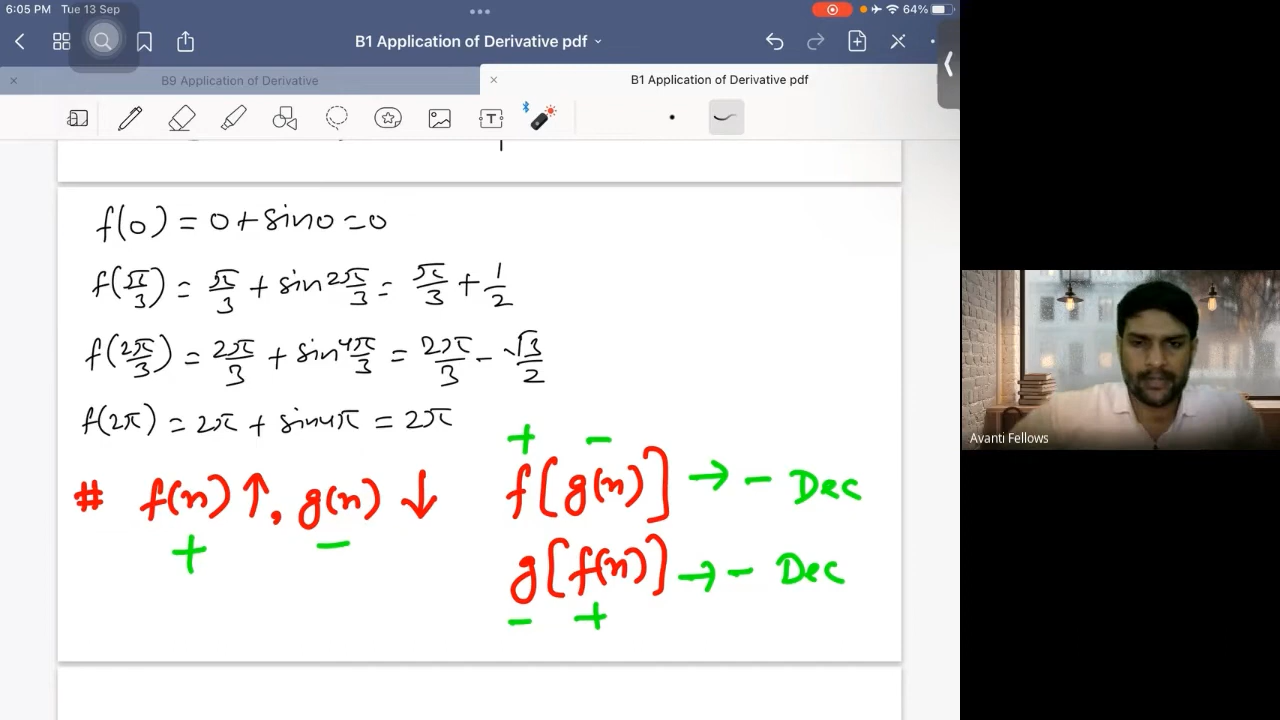 6:05 PM Tue 13 Sep
64%
B1 Application of Derivative pdf
B9 Application of Derivative
B1 Application of Derivative pdf
f(0) = 0 + sin0 = 0
f(π/3) = π/3 + sin 2π/3 = π/3 + 1/2
f(2π/3) = 2π/3 + sin 4π/3 = 2π/3 - √3/2
f(2π) = 2π + sin4π = 2π
+ -
# f(x) ↑, g(x) ↓
+ -
f[g(x)] → - Dec
g[f(x)] → - Dec
- +
Avanti Fellows